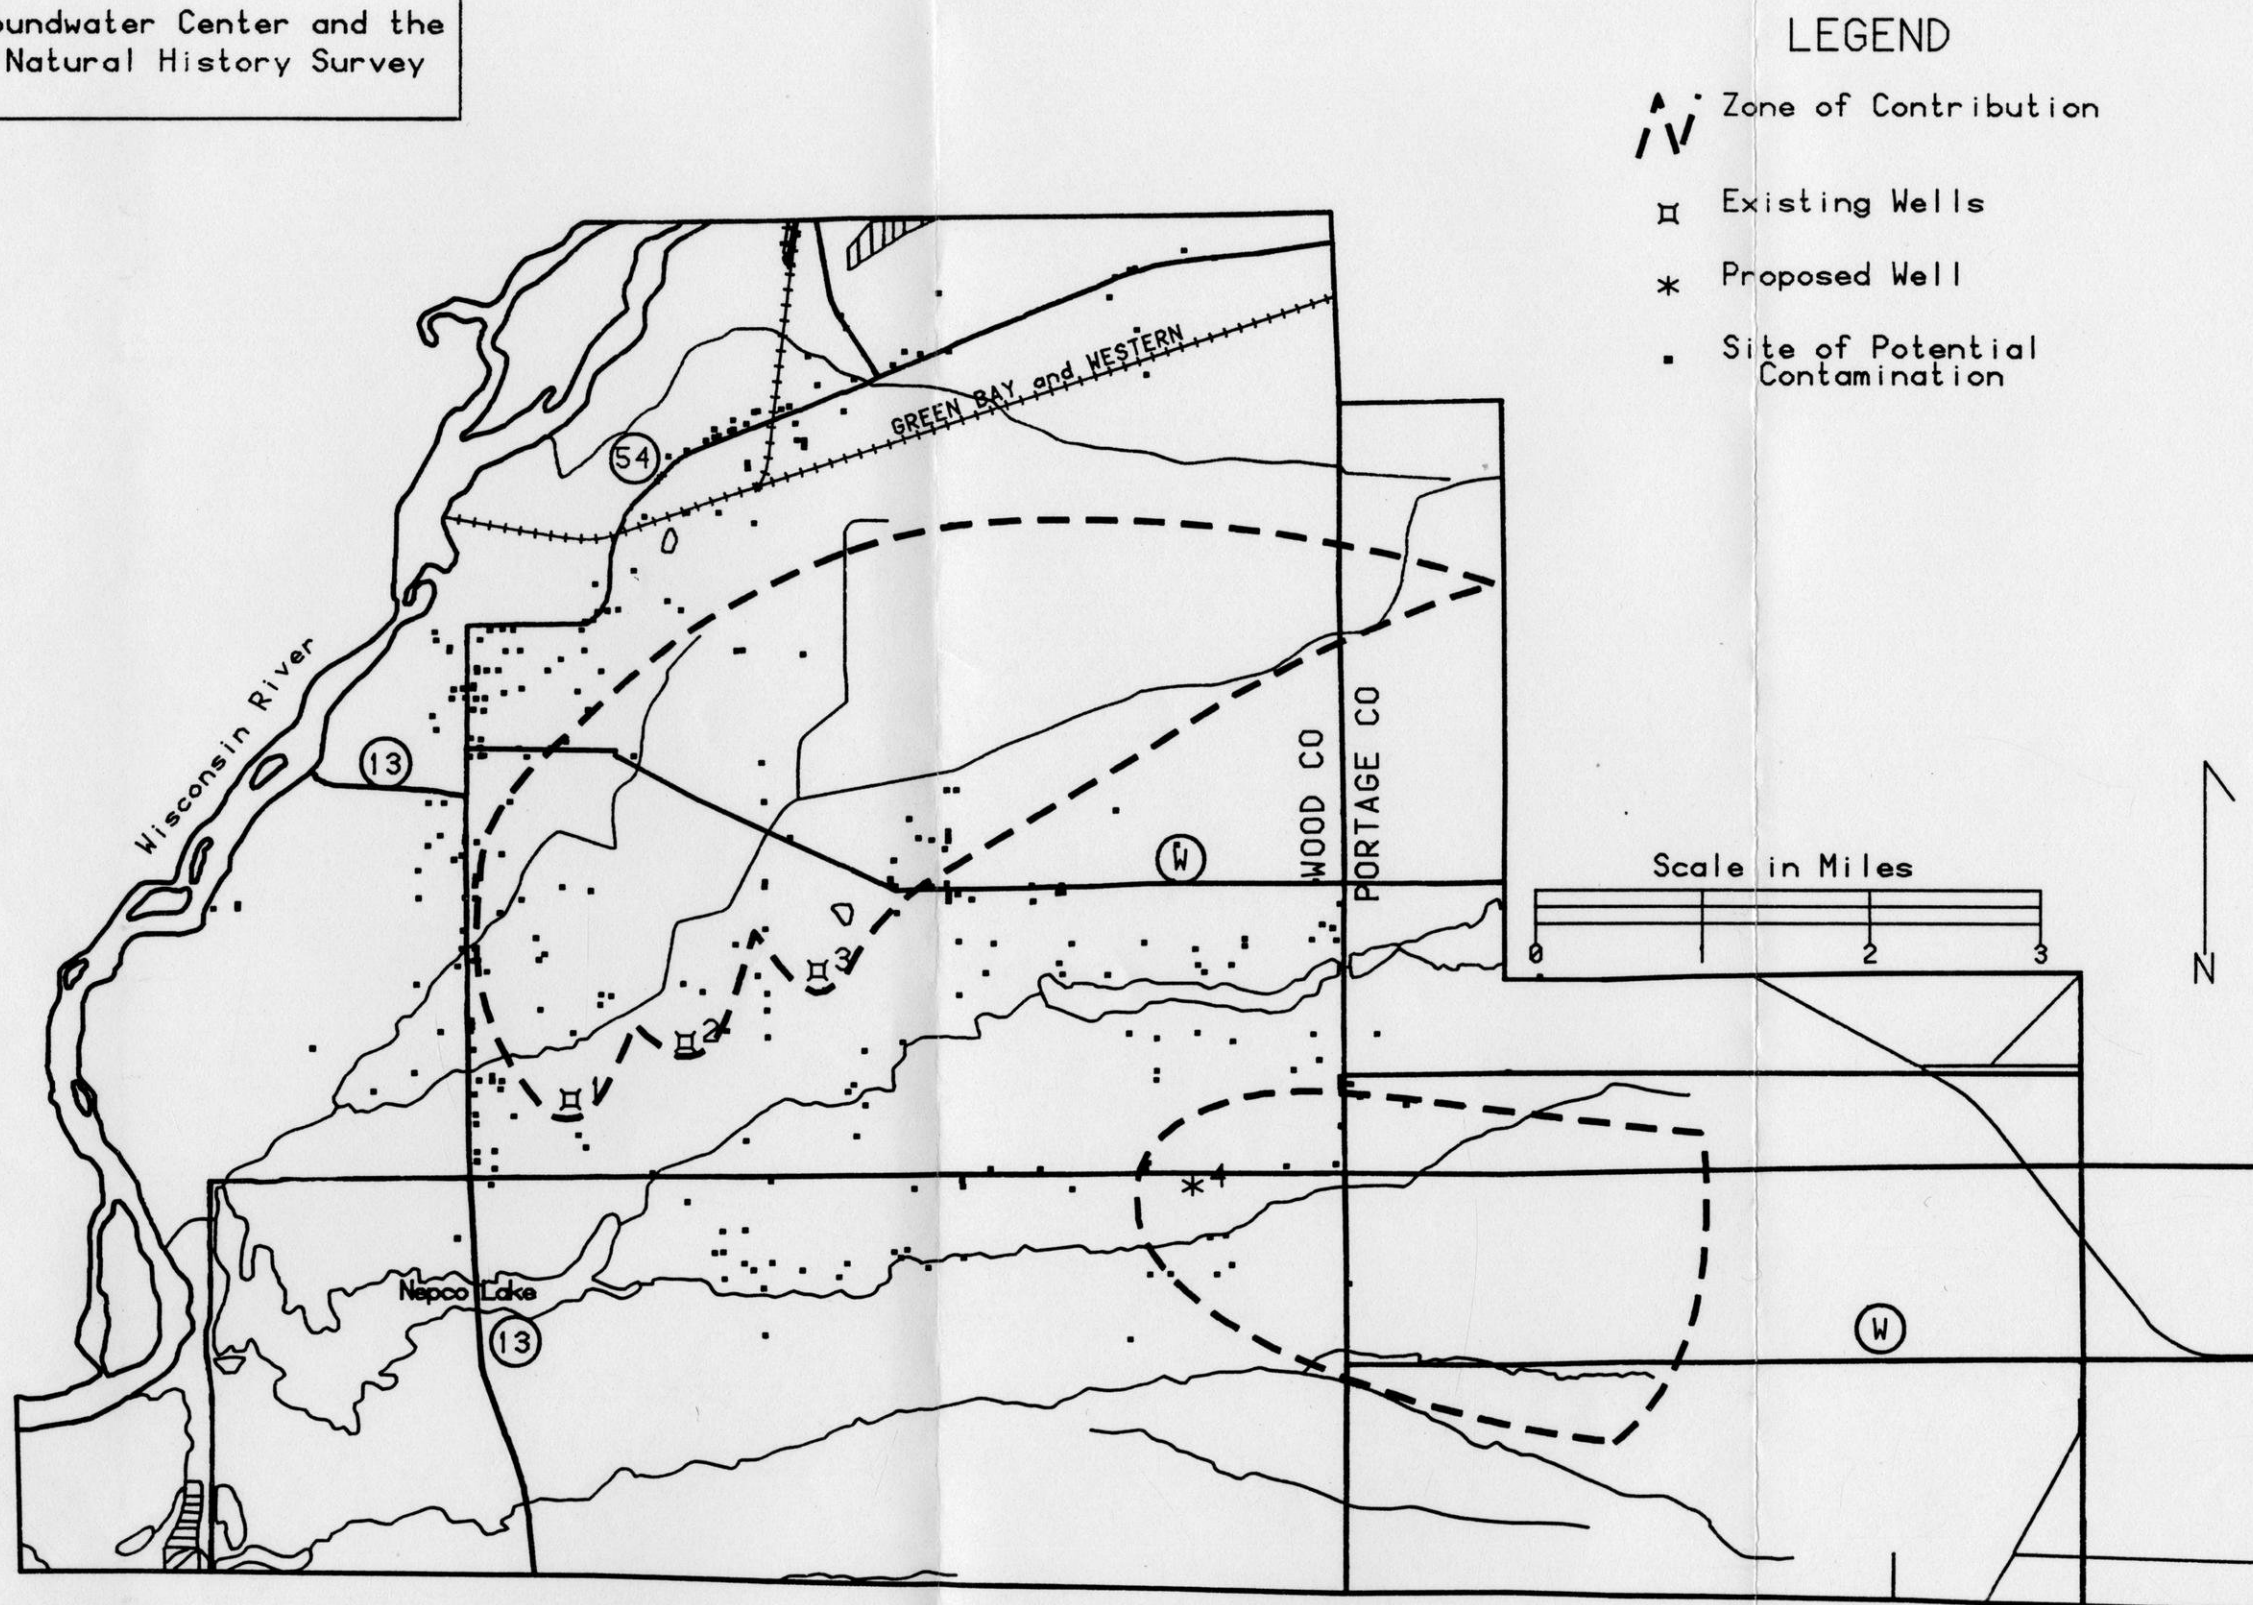 oundwater Center and the
Natural History Survey
LEGEND
Zone of Contribution
Existing Wells
Proposed Well
Site of Potential
Contamination
GREEN BAY and WESTERN
54
Wisconsin River
13
WOOD CO
PORTAGE CO
W
Scale in Miles
0 1 2 3
N
3
2
1
4
Nepco Lake
13
W